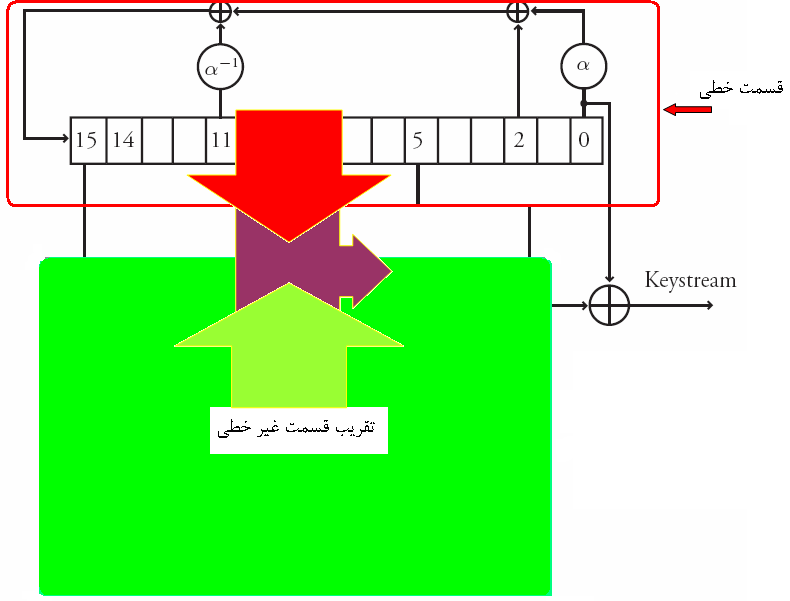 α⁻¹
α
قسمت خطی
15 14 11 5 2 0
Keystream
تقریب قسمت غیر خطی